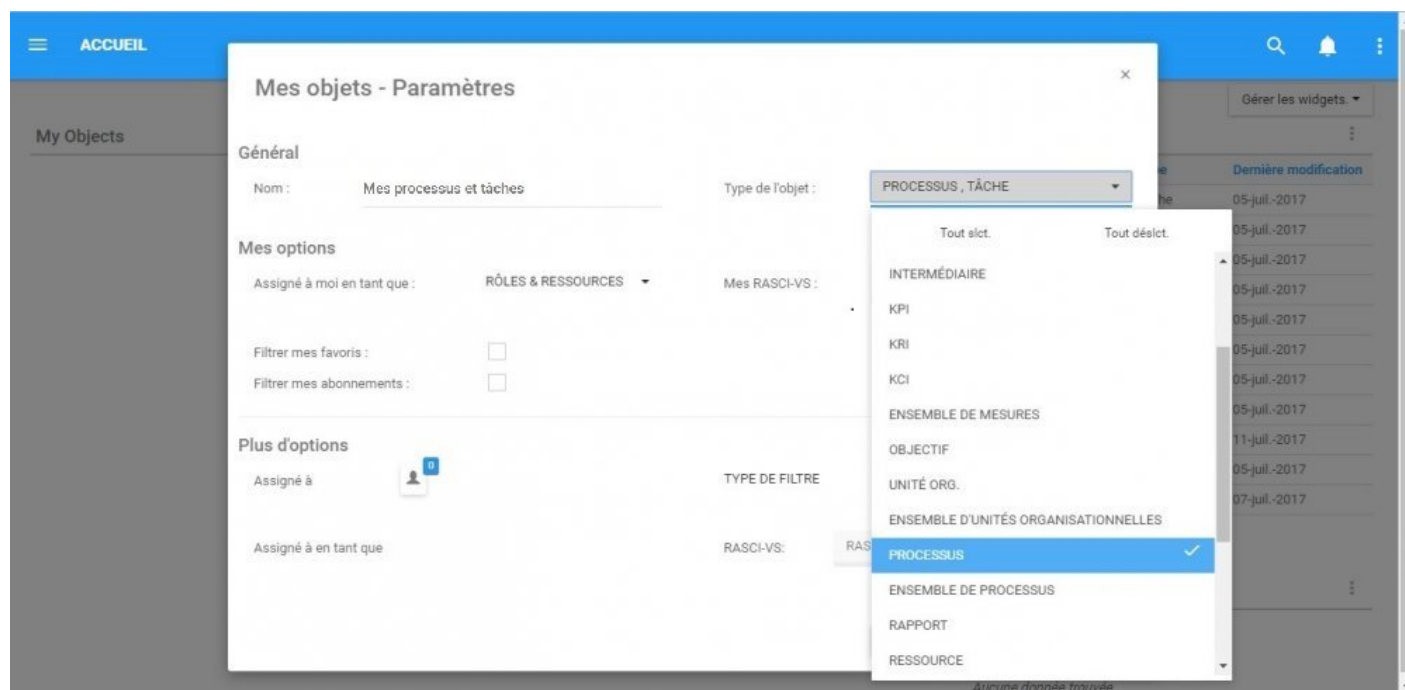 ACCUEIL
Mes objets - Paramètres
×
Gérer les widgets.
My Objects
Général
Nom :
Mes processus et tâches
Type de l'objet :
PROCESSUS , TÂCHE
e
Dernière modification
he
05-juil.-2017
Tout slct.
Tout déslct.
05-juil.-2017
Mes options
05-juil.-2017
INTERMÉDIAIRE
Assigné à moi en tant que :
RÔLES & RESSOURCES
Mes RASCI-VS :
05-juil.-2017
KPI
05-juil.-2017
Filtrer mes favoris :
KRI
05-juil.-2017
Filtrer mes abonnements :
KCI
05-juil.-2017
ENSEMBLE DE MESURES
05-juil.-2017
Plus d'options
OBJECTIF
11-juil.-2017
Assigné à
0
TYPE DE FILTRE
UNITÉ ORG.
05-juil.-2017
07-juil.-2017
ENSEMBLE D'UNITÉS ORGANISATIONNELLES
Assigné à en tant que
RASCI-VS:
RAS
PROCESSUS
ENSEMBLE DE PROCESSUS
RAPPORT
RESSOURCE
Aucune donnée trouvée